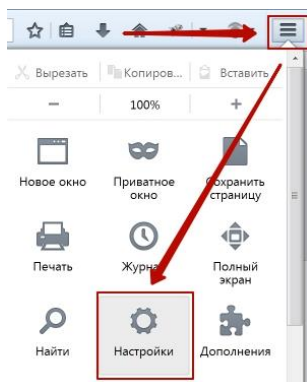 Вырезать Копиров... Вставить
100%
Новое окно Приватное окно Сохранить страницу
Печать Журнал Полный экран
Найти Настройки Дополнения